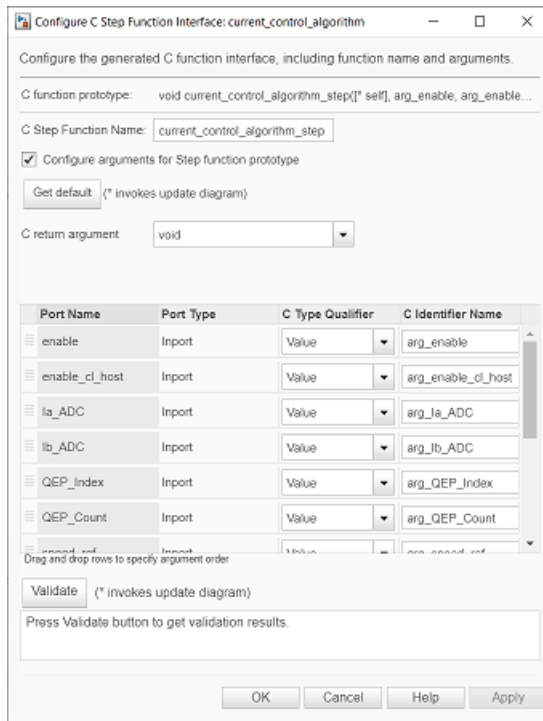 Configure C Step Function Interface: current_control_algorithm
Configure the generated C function interface, including function name and arguments.
C function prototype: void current_control_algorithm_step([* self], arg_enable, arg_enable...
C Step Function Name: current_control_algorithm_step
Configure arguments for Step function prototype
Get default (* invokes update diagram)
C return argument void
Port Name Port Type C Type Qualifier C Identifier Name
enable Inport Value arg_enable
enable_cl_host Inport Value arg_enable_cl_host
Ia_ADC Inport Value arg_Ia_ADC
Ib_ADC Inport Value arg_Ib_ADC
QEP_Index Inport Value arg_QEP_Index
QEP_Count Inport Value arg_QEP_Count
speed_ref Inport Value arg_speed_ref
Drag and drop rows to specify argument order
Validate (* invokes update diagram)
Press Validate button to get validation results.
OK Cancel Help Apply